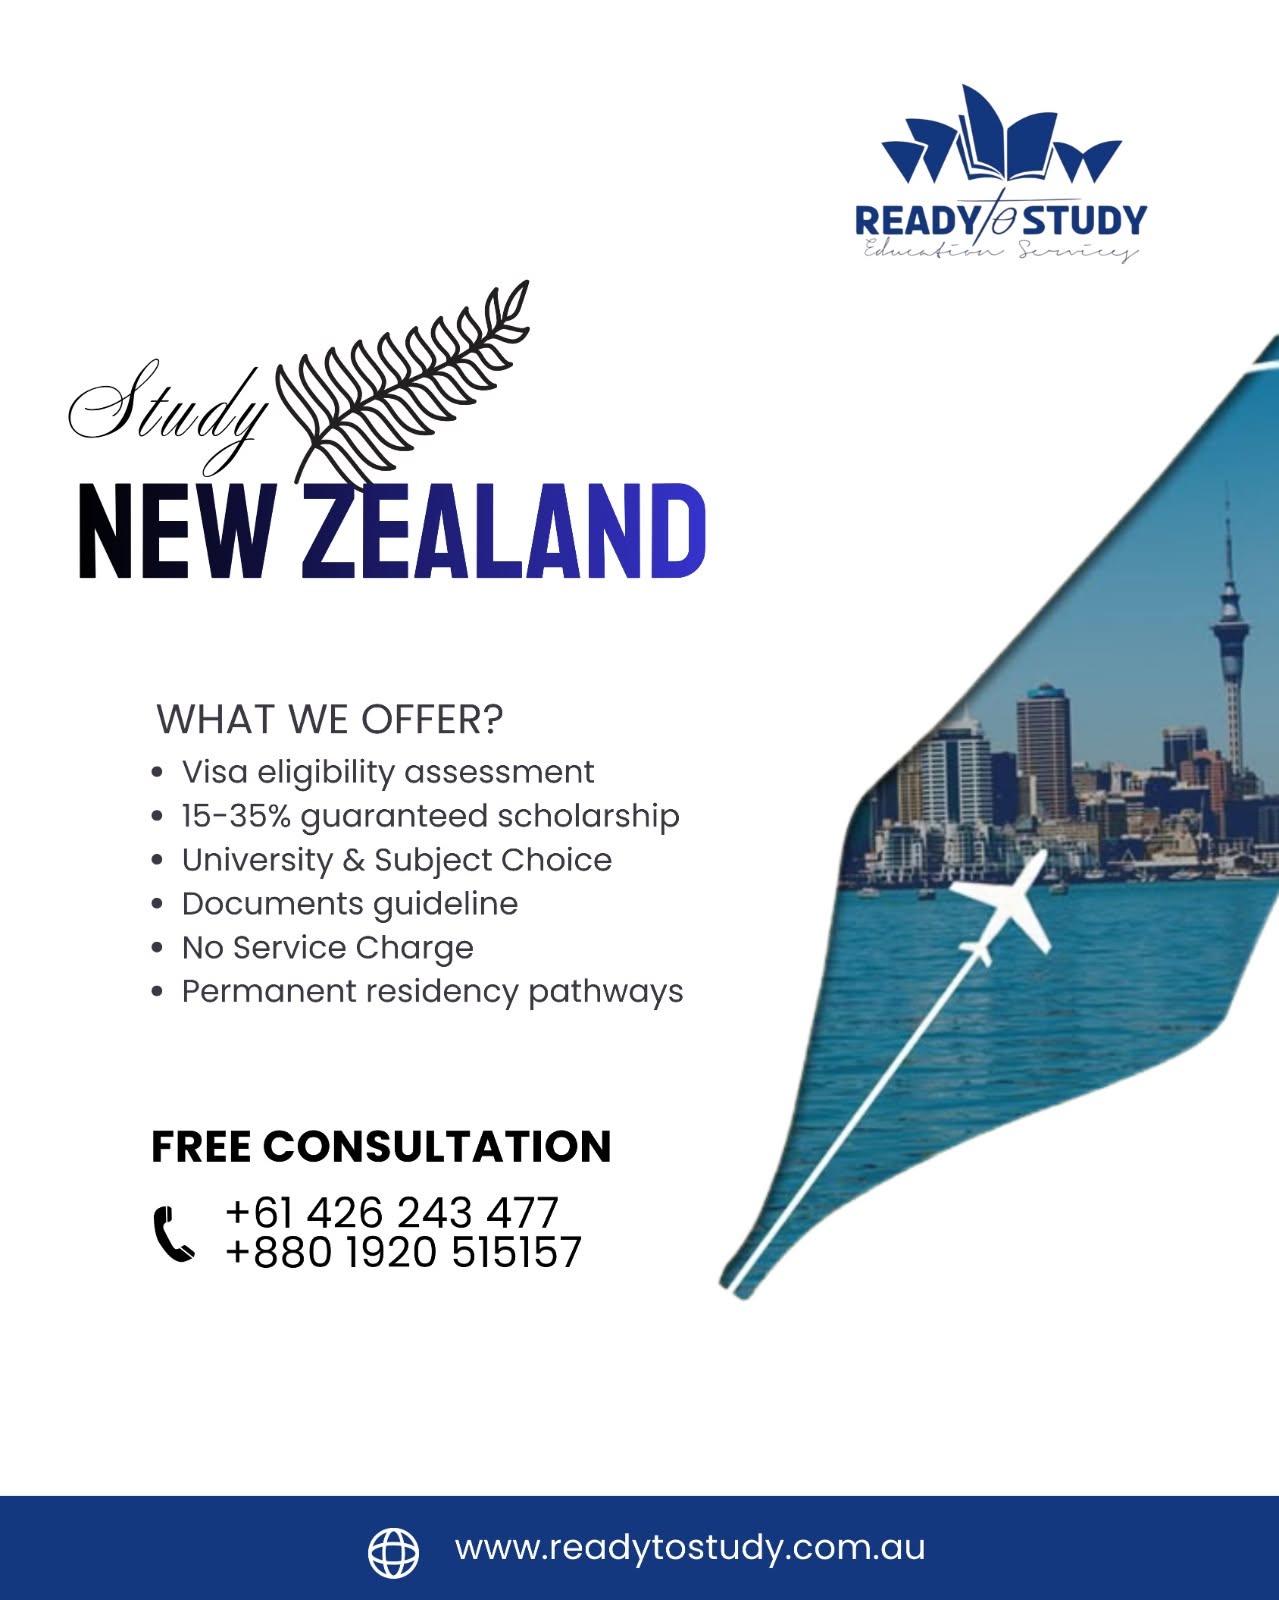 READY to STUDY
Education Services
Study
NEW ZEALAND
WHAT WE OFFER?
• Visa eligibility assessment
• 15-35% guaranteed scholarship
• University & Subject Choice
• Documents guideline
• No Service Charge
• Permanent residency pathways
FREE CONSULTATION
+61 426 243 477
+880 1920 515157
www.readytostudy.com.au